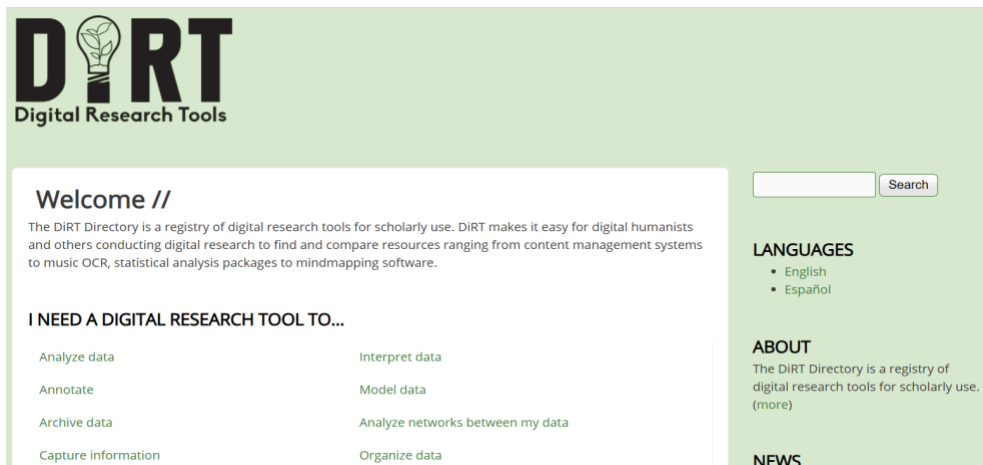 DiRT
Digital Research Tools
Welcome //
The DiRT Directory is a registry of digital research tools for scholarly use. DiRT makes it easy for digital humanists
and others conducting digital research to find and compare resources ranging from content management systems
to music OCR, statistical analysis packages to mindmapping software.
I NEED A DIGITAL RESEARCH TOOL TO...
Analyze data
Interpret data
Annotate
Model data
Archive data
Analyze networks between my data
Capture information
Organize data
Search
LANGUAGES
English
Español
ABOUT
The DiRT Directory is a registry of
digital research tools for scholarly use.
(more)
NEWS